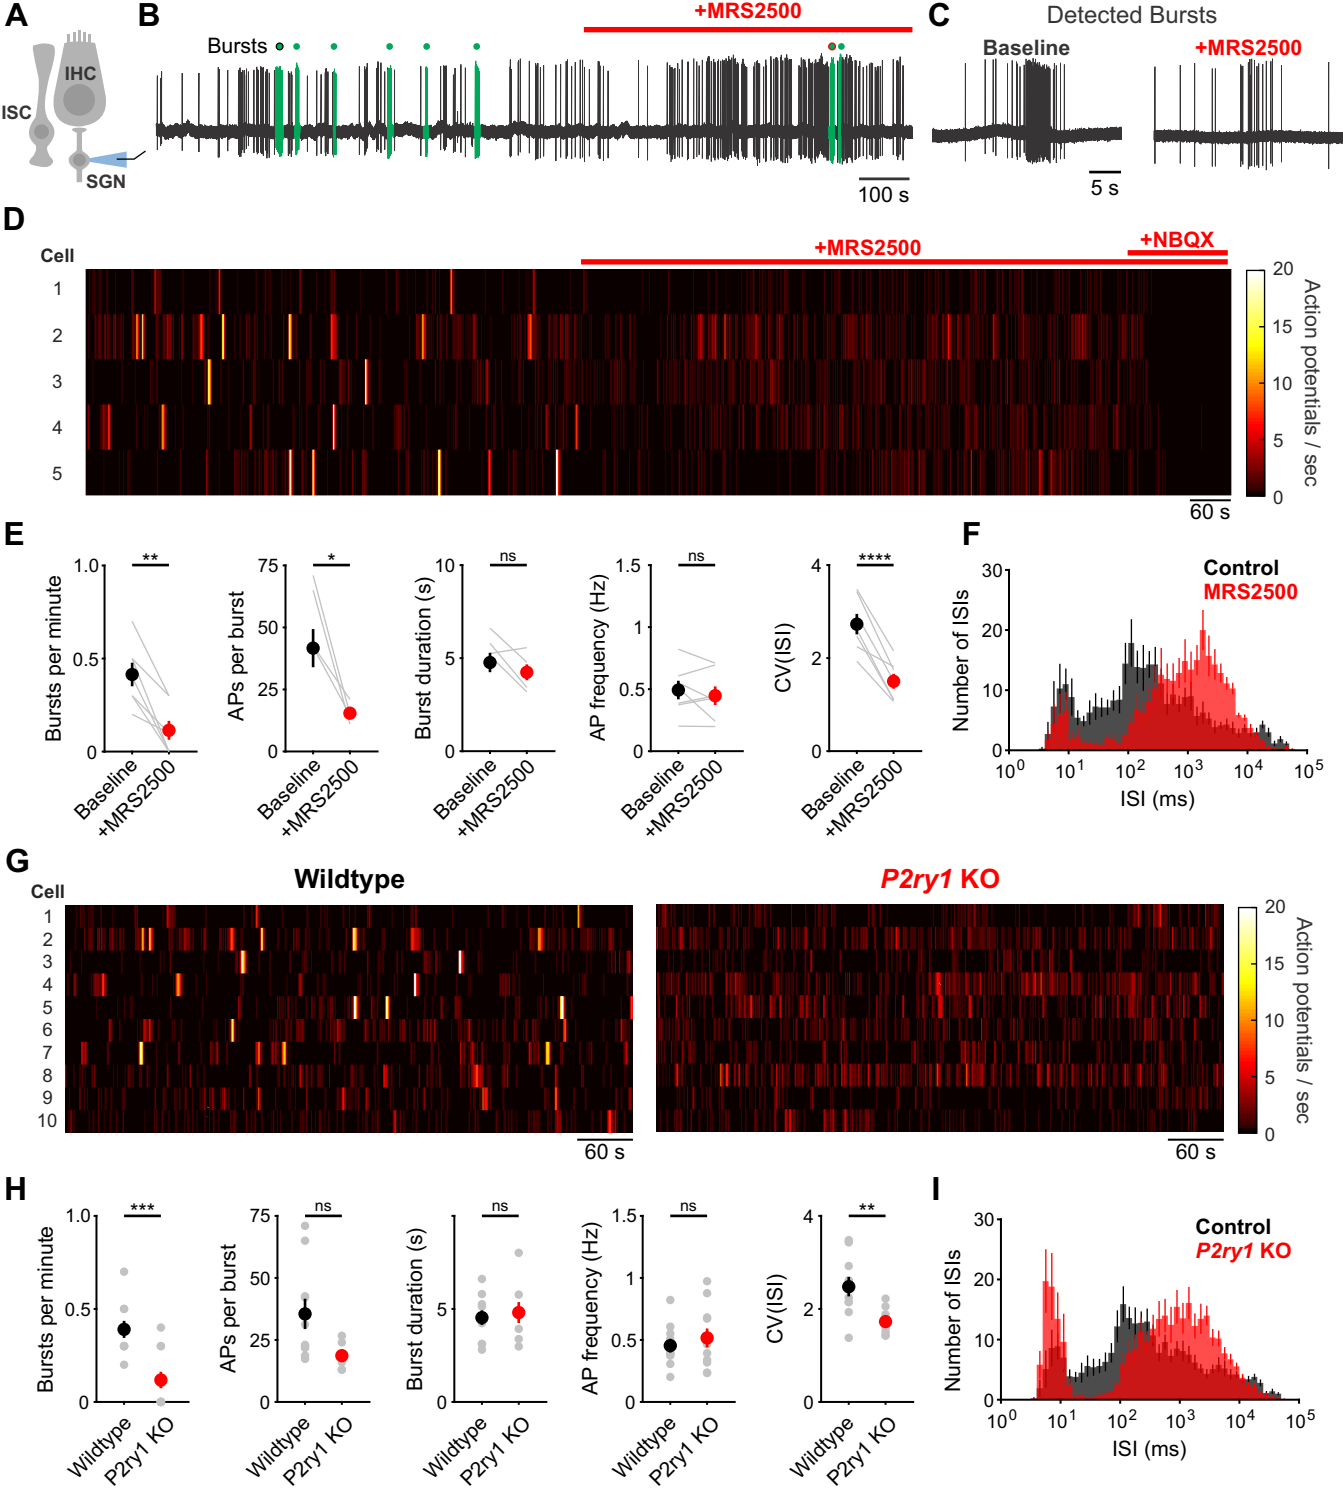 A
IHC
ISC
SGN
B
+MRS2500
Bursts
100 s
C
Detected Bursts
Baseline
+MRS2500
5 s
D
Cell
+MRS2500
+NBQX
1
2
3
4
5
60 s
20
15
10
5
0
Action potentials / sec
E
Bursts per minute
1.0
0.5
0
**
Baseline
+MRS2500
APs per burst
75
50
25
0
*
Baseline
+MRS2500
Burst duration (s)
10
5
0
ns
Baseline
+MRS2500
AP frequency (Hz)
1.5
1
0.5
0
ns
Baseline
+MRS2500
CV(ISI)
4
2
0
****
Baseline
+MRS2500
F
Control
MRS2500
Number of ISIs
30
20
10
0
10^0 10^1 10^2 10^3 10^4 10^5
ISI (ms)
G
Cell
Wildtype
P2ry1 KO
1
2
3
4
5
6
7
8
9
10
60 s
60 s
20
15
10
5
0
Action potentials / sec
H
Bursts per minute
1.0
0.5
0
***
Wildtype
P2ry1 KO
APs per burst
75
50
25
0
ns
Wildtype
P2ry1 KO
Burst duration (s)
5
0
ns
Wildtype
P2ry1 KO
AP frequency (Hz)
1.5
1
0.5
0
ns
Wildtype
P2ry1 KO
CV(ISI)
4
2
0
**
Wildtype
P2ry1 KO
I
Control
P2ry1 KO
Number of ISIs
30
20
10
0
10^0 10^1 10^2 10^3 10^4 10^5
ISI (ms)